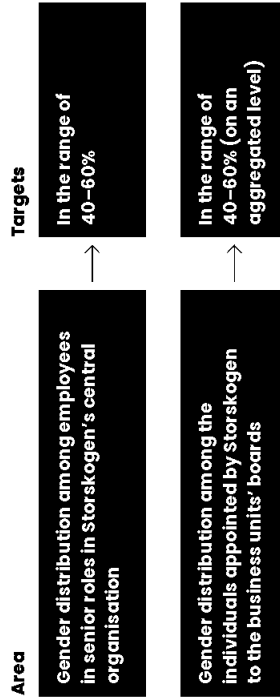 Area
Targets
Gender distribution among employees
in senior roles in Storskogen’s central
organisation
In the range of
40–60%
Gender distribution among the
individuals appointed by Storskogen
to the business units’ boards
In the range of
40–60% (on an
aggregated level)